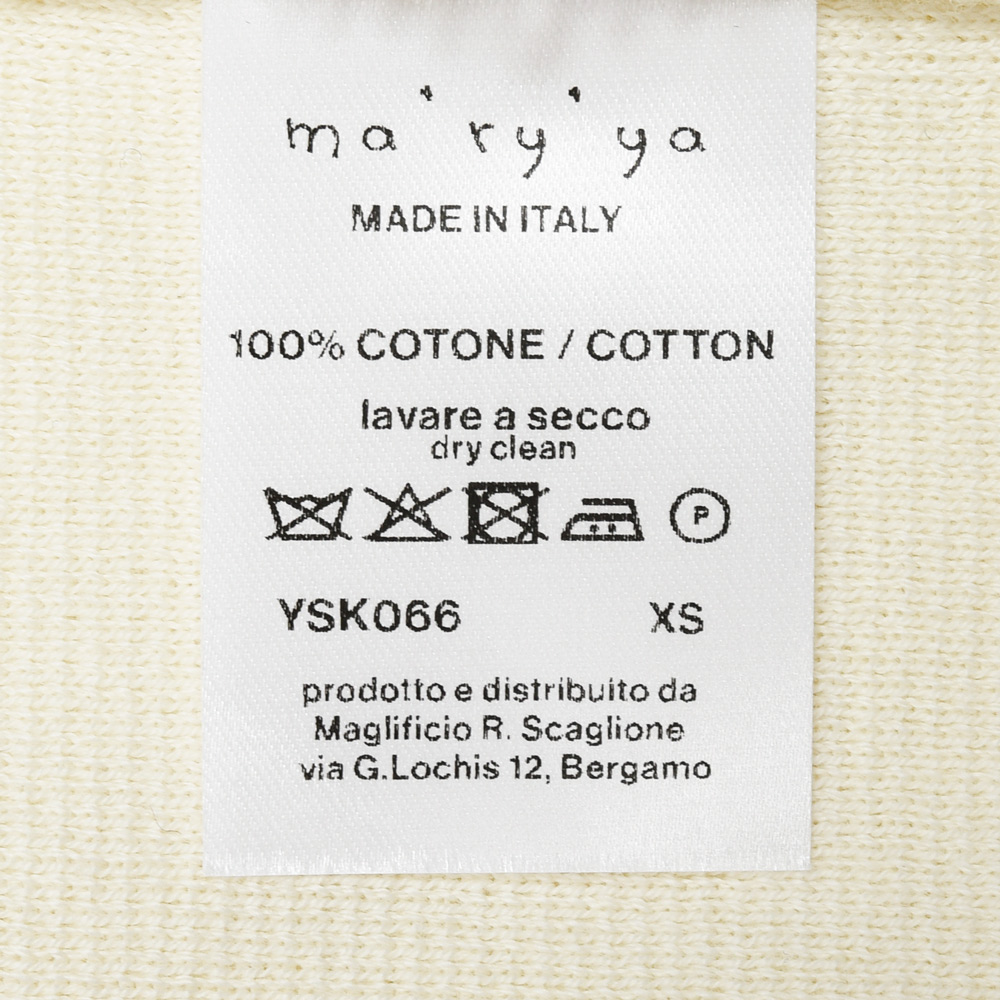 ma'ry'ya
MADE IN ITALY
100% COTONE / COTTON
lavare a secco
dry clean
P
YSK066 XS
prodotto e distribuito da
Maglificio R. Scaglione
via G.Lochis 12, Bergamo